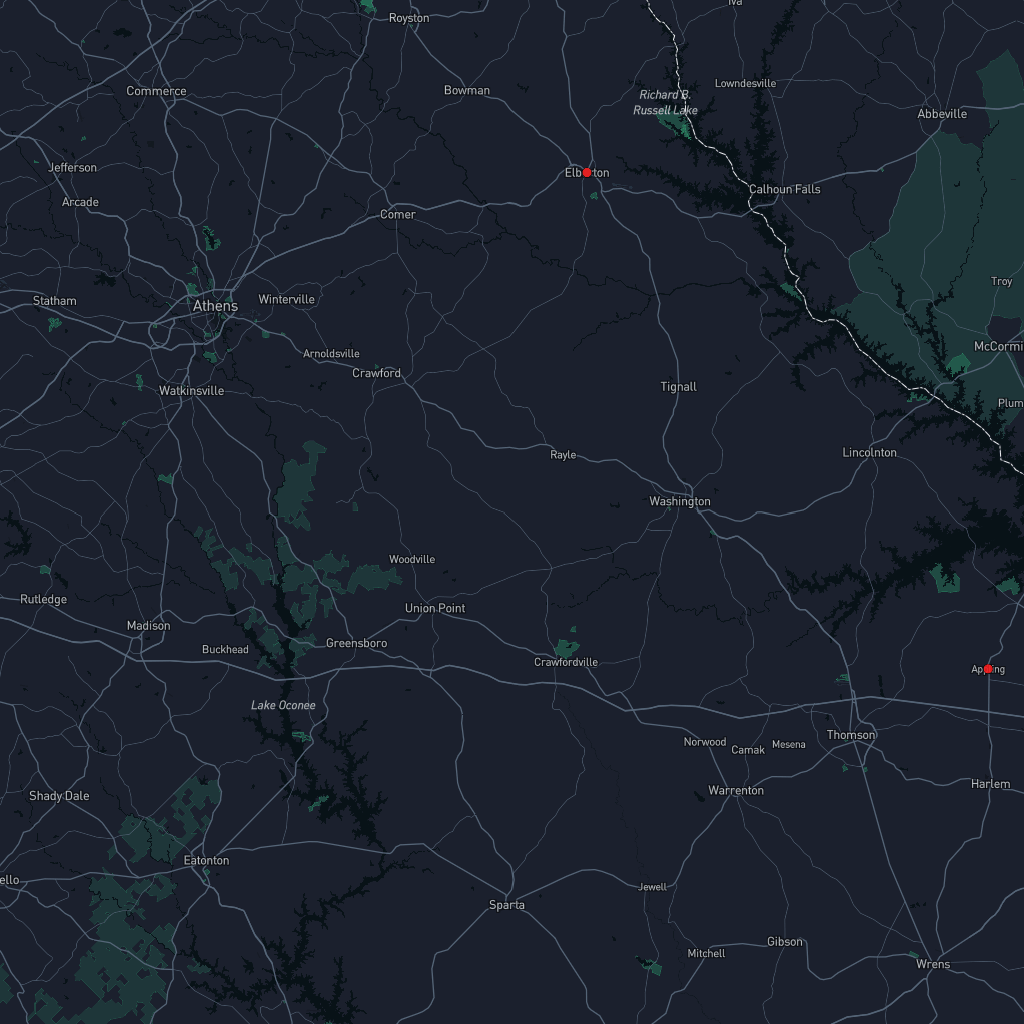 Iva
Royston
Lowndesville
Commerce
Bowman
Richard B.
Russell Lake
Abbeville
Jefferson
Elberton
Calhoun Falls
Arcade
Comer
Troy
Statham
Athens
Winterville
McCormi
Arnoldsville
Crawford
Watkinsville
Tignall
Plum
Rayle
Lincolnton
Washington
Woodville
Rutledge
Union Point
Madison
Buckhead
Greensboro
Crawfordville
Appling
Lake Oconee
Norwood
Camak
Mesena
Thomson
Shady Dale
Warrenton
Harlem
Eatonton
ello
Jewell
Sparta
Mitchell
Gibson
Wrens